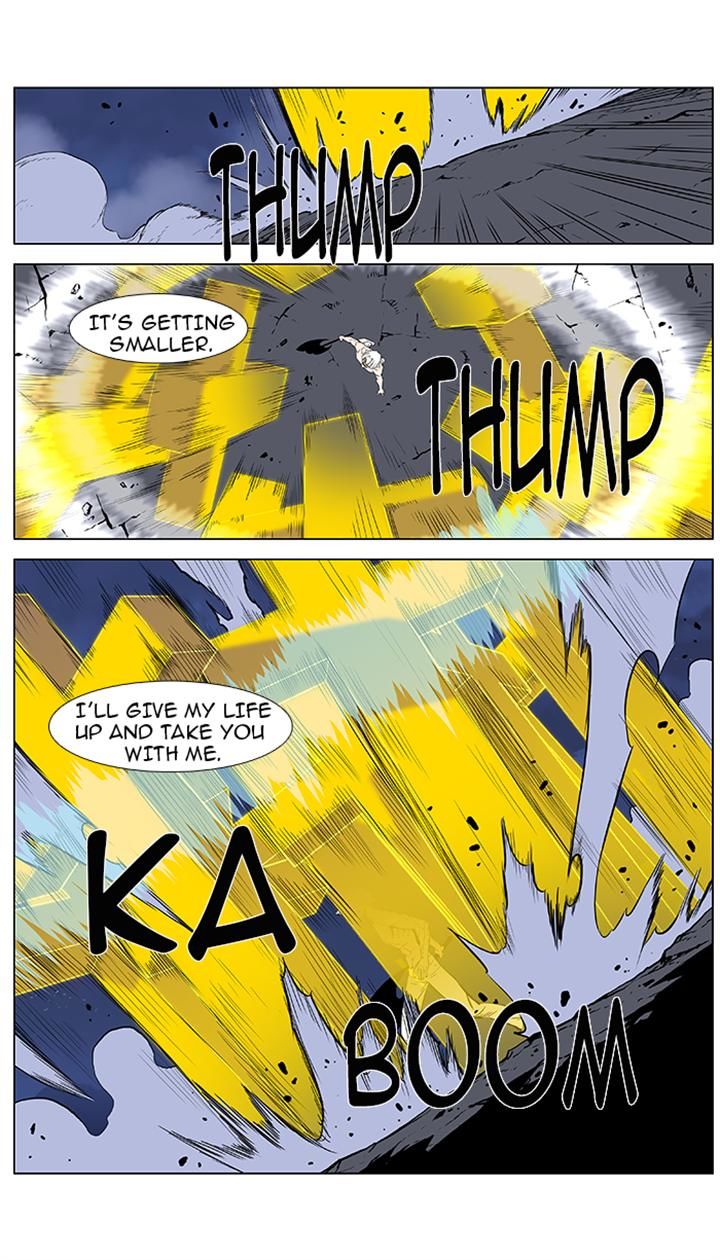 THUMP
IT'S GETTING
SMALLER.
THUMP
I'LL GIVE MY LIFE
UP AND TAKE YOU
WITH ME.
KA
BOOM